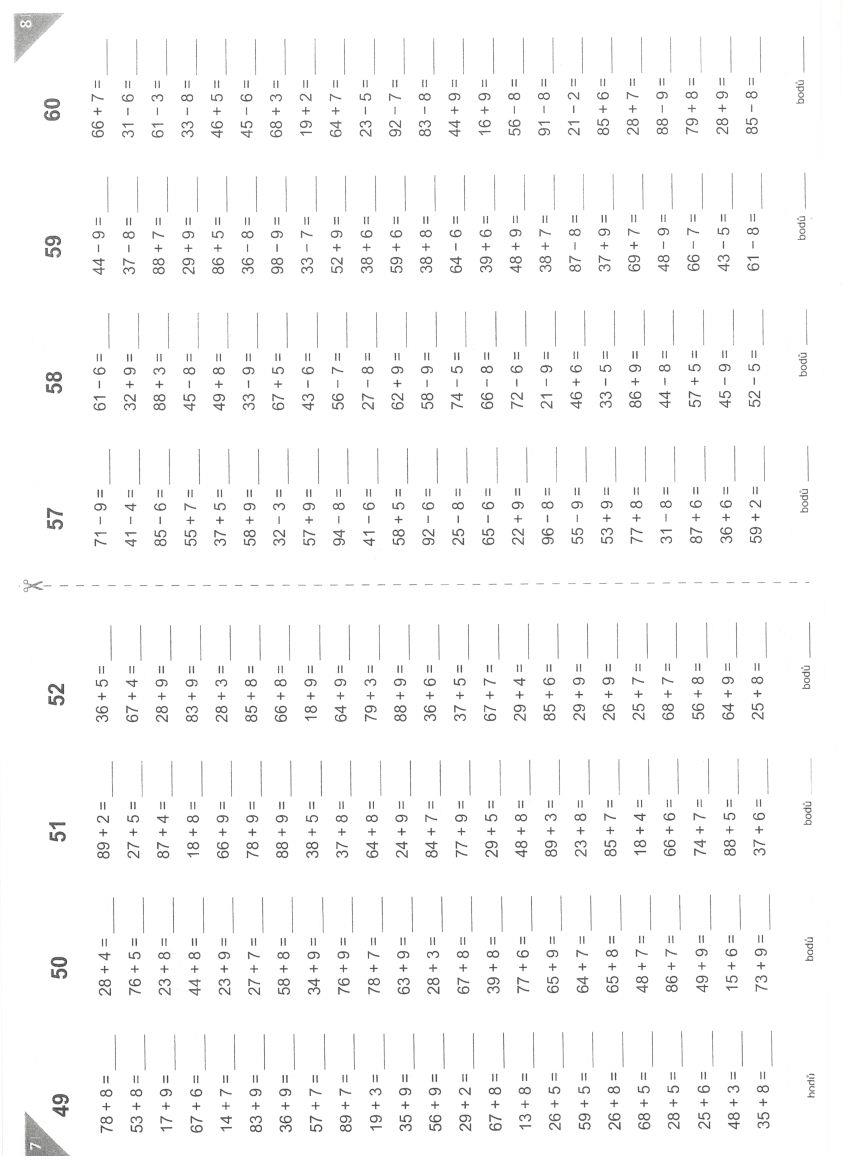 7
49
78 + 8 =
53 + 8 =
17 + 9 =
67 + 6 =
14 + 7 =
83 + 9 =
36 + 9 =
57 + 7 =
89 + 7 =
19 + 3 =
35 + 9 =
56 + 9 =
29 + 2 =
67 + 8 =
13 + 8 =
26 + 5 =
59 + 5 =
26 + 8 =
68 + 5 =
28 + 5 =
25 + 6 =
48 + 3 =
35 + 8 =
bodů
50
28 + 4 =
76 + 5 =
23 + 8 =
44 + 8 =
23 + 9 =
27 + 7 =
58 + 8 =
34 + 9 =
76 + 9 =
78 + 7 =
63 + 9 =
28 + 3 =
67 + 8 =
39 + 8 =
77 + 6 =
65 + 9 =
64 + 7 =
65 + 8 =
48 + 7 =
86 + 7 =
49 + 9 =
15 + 6 =
73 + 9 =
bodů
51
89 + 2 =
27 + 5 =
87 + 4 =
18 + 8 =
66 + 9 =
78 + 9 =
88 + 9 =
38 + 5 =
37 + 8 =
64 + 8 =
24 + 9 =
84 + 7 =
77 + 9 =
29 + 5 =
48 + 8 =
89 + 3 =
23 + 8 =
85 + 7 =
18 + 4 =
66 + 6 =
74 + 7 =
88 + 5 =
37 + 6 =
bodů
52
36 + 5 =
67 + 4 =
28 + 9 =
83 + 9 =
28 + 3 =
85 + 8 =
66 + 8 =
18 + 9 =
64 + 9 =
79 + 3 =
88 + 9 =
36 + 6 =
37 + 5 =
67 + 7 =
29 + 4 =
85 + 6 =
29 + 9 =
26 + 9 =
25 + 7 =
68 + 7 =
56 + 8 =
64 + 9 =
25 + 8 =
bodů
57
71 − 9 =
41 − 4 =
85 − 6 =
55 + 7 =
37 + 5 =
58 + 9 =
32 − 3 =
57 + 9 =
94 − 8 =
41 − 6 =
58 + 5 =
92 − 6 =
25 − 8 =
65 − 6 =
22 + 9 =
96 − 8 =
55 − 9 =
53 + 9 =
77 + 8 =
31 − 8 =
87 + 6 =
36 + 6 =
59 + 2 =
bodů
58
61 − 6 =
32 + 9 =
88 + 3 =
45 − 8 =
49 + 8 =
33 − 9 =
67 + 5 =
43 − 6 =
56 − 7 =
27 − 8 =
62 + 9 =
58 − 9 =
74 − 5 =
66 − 8 =
72 − 6 =
21 − 9 =
46 + 6 =
33 − 5 =
86 + 9 =
44 − 8 =
57 + 5 =
45 − 9 =
52 − 5 =
bodů
59
44 − 9 =
37 − 8 =
88 + 7 =
29 + 9 =
86 + 5 =
36 − 8 =
98 − 9 =
33 − 7 =
52 + 9 =
38 + 6 =
59 + 6 =
38 + 8 =
64 − 6 =
39 + 6 =
48 + 9 =
38 + 7 =
87 − 8 =
37 + 9 =
69 + 7 =
48 − 9 =
66 − 7 =
43 − 5 =
61 − 8 =
bodů
8
60
66 + 7 =
31 − 6 =
61 − 3 =
33 − 8 =
46 + 5 =
45 − 6 =
68 + 3 =
19 + 2 =
64 + 7 =
23 − 5 =
92 − 7 =
83 − 8 =
44 + 9 =
16 + 9 =
56 − 8 =
91 − 8 =
21 − 2 =
85 + 6 =
28 + 7 =
88 − 9 =
79 + 8 =
28 + 9 =
85 − 8 =
bodů